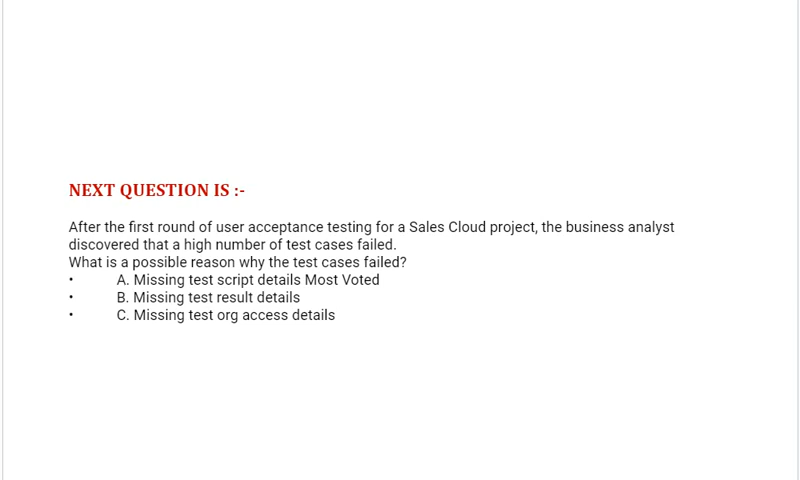 NEXT QUESTION IS :-
After the first round of user acceptance testing for a Sales Cloud project, the business analyst
discovered that a high number of test cases failed.
What is a possible reason why the test cases failed?
• A. Missing test script details Most Voted
• B. Missing test result details
• C. Missing test org access details